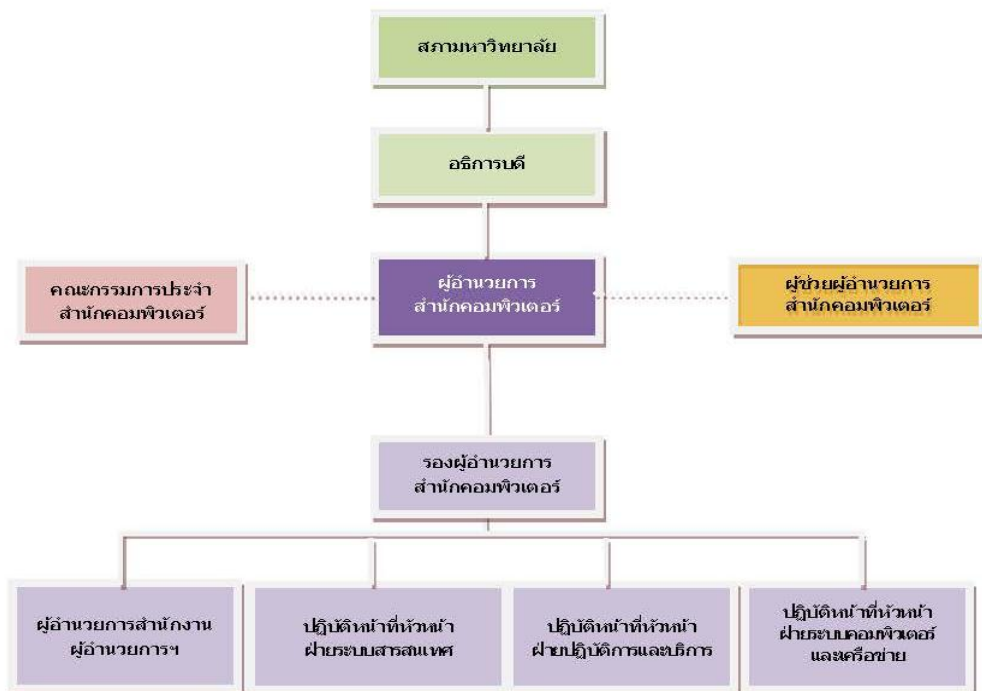 สภามหาวิทยาลัย
อธิการบดี
คณะกรรมการประจำ
สำนักคอมพิวเตอร์
ผู้อำนวยการ
สำนักคอมพิวเตอร์
ผู้ช่วยผู้อำนวยการ
สำนักคอมพิวเตอร์
รองผู้อำนวยการ
สำนักคอมพิวเตอร์
ผู้อำนวยการสำนักงาน
ผู้อำนวยการฯ
ปฏิบัติหน้าที่หัวหน้า
ฝ่ายระบบสารสนเทศ
ปฏิบัติหน้าที่หัวหน้า
ฝ่ายปฏิบัติการและบริการ
ปฏิบัติหน้าที่หัวหน้า
ฝ่ายระบบคอมพิวเตอร์
และเครือข่าย